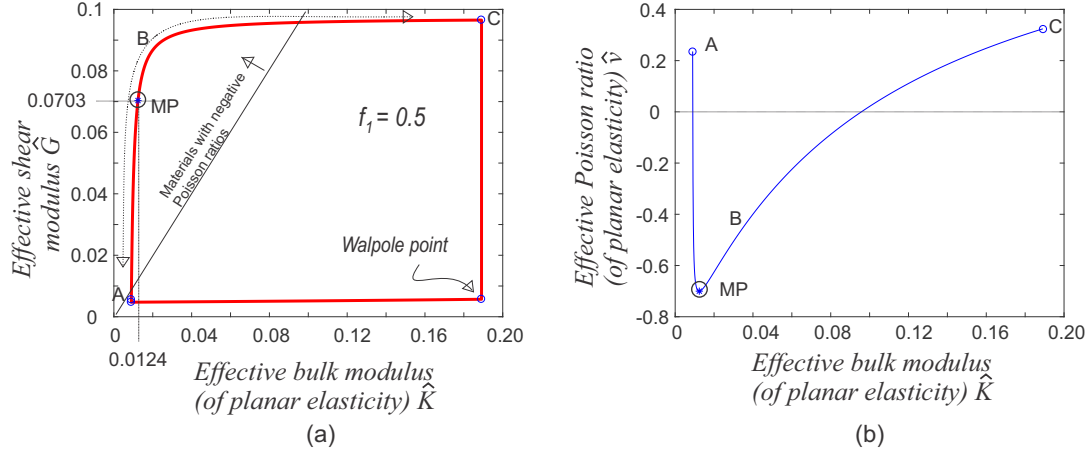 0.1
0.08
0.0703
0.06
0.04
0.02
0
Effective shear
modulus Ĝ
B
C
MP
A
Materials with negative
Poisson ratios
f₁ = 0.5
Walpole point
0
0.04
0.08
0.12
0.16
0.20
0.0124
Effective bulk modulus
(of planar elasticity) K̂
(a)
0.4
0.2
0
-0.2
-0.4
-0.6
-0.8
Effective Poisson ratio
(of planar elasticity) ν̂
A
C
B
MP
0
0.04
0.08
0.12
0.16
0.20
Effective bulk modulus
(of planar elasticity) K̂
(b)